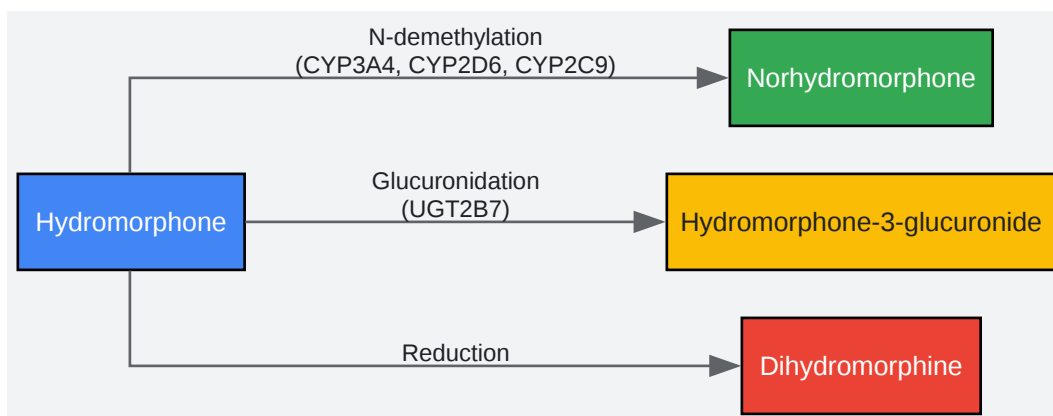 N-demethylation
(CYP3A4, CYP2D6, CYP2C9)
Norhydromorphone
Hydromorphone
Glucuronidation
(UGT2B7)
Hydromorphone-3-glucuronide
Reduction
Dihydromorphine